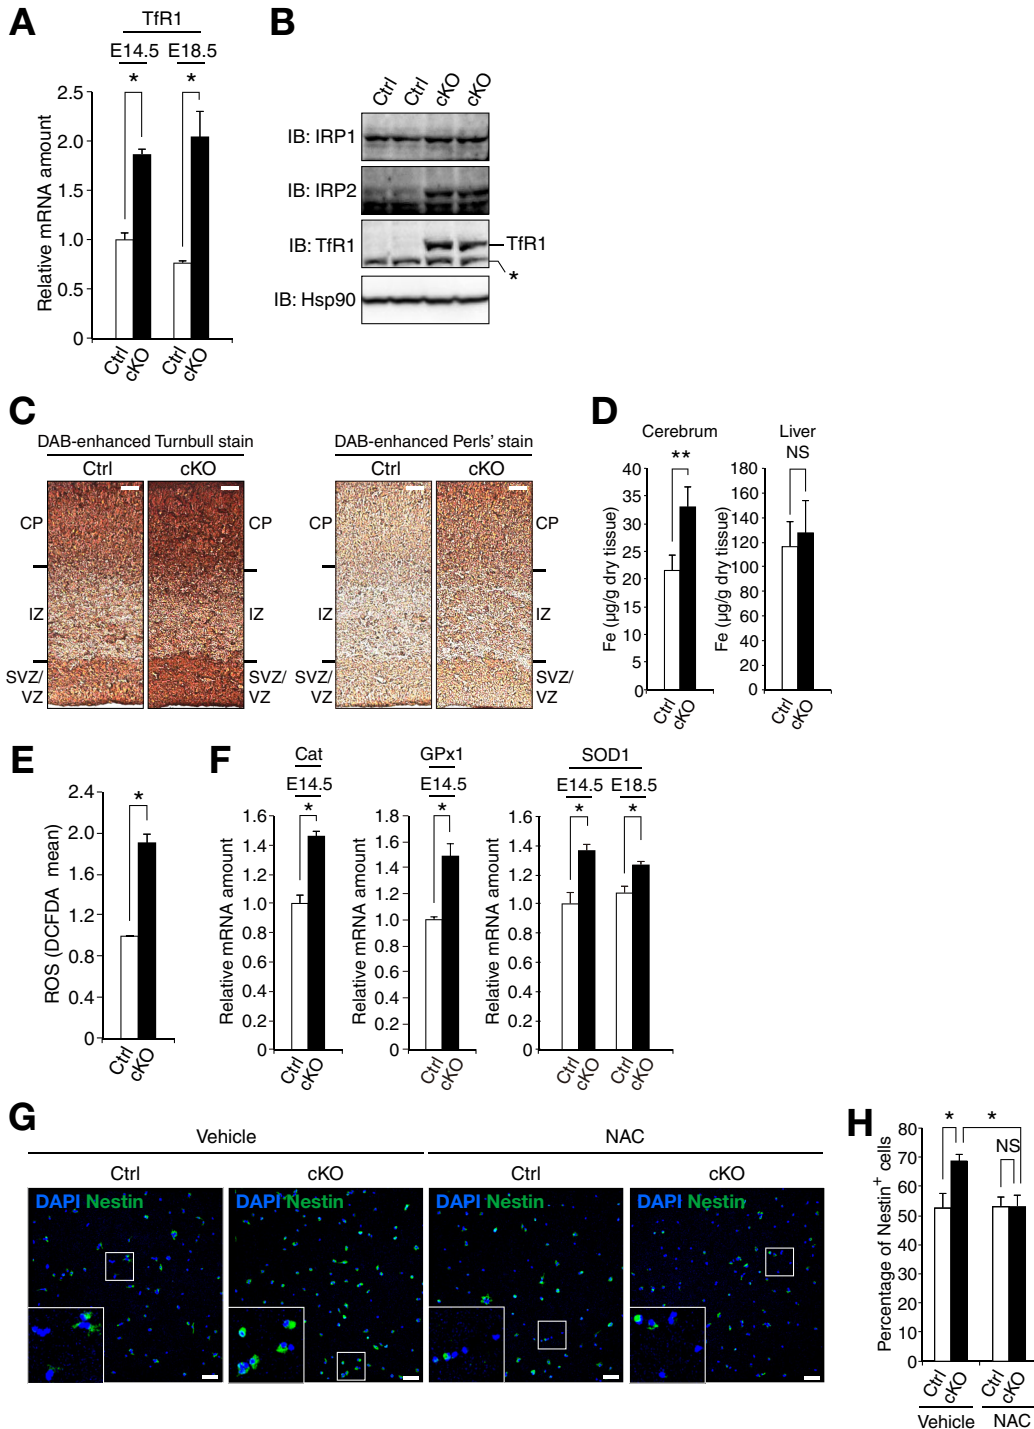 A
TfR1
E14.5 E18.5
* *
Relative mRNA amount
2.5
2.0
1.5
1.0
0.5
0
Ctrl cKO Ctrl cKO
B
Ctrl Ctrl cKO cKO
IB: IRP1
IB: IRP2
IB: TfR1
TfR1
*
IB: Hsp90
C
DAB-enhanced Turnbull stain
Ctrl cKO
CP
IZ
SVZ/
VZ
CP
IZ
SVZ/
VZ
DAB-enhanced Perls' stain
Ctrl cKO
D
Cerebrum
**
Fe (µg/g dry tissue)
40
35
30
25
20
15
10
5
0
Ctrl cKO
Liver
NS
Fe (µg/g dry tissue)
180
160
140
120
100
80
60
40
20
0
Ctrl cKO
E
*
ROS (DCFDA mean)
2.4
2.0
1.6
1.2
0.8
0.4
0
Ctrl cKO
F
Cat
E14.5
*
Relative mRNA amount
1.6
1.4
1.2
1.0
0.8
0.6
0.4
0.2
0
Ctrl cKO
GPx1
E14.5
*
Relative mRNA amount
1.8
1.6
1.4
1.2
1.0
0.8
0.6
0.4
0.2
0
Ctrl cKO
SOD1
E14.5 E18.5
* *
Relative mRNA amount
1.6
1.4
1.2
1.0
0.8
0.6
0.4
0.2
0
Ctrl cKO Ctrl cKO
G
Vehicle NAC
Ctrl cKO Ctrl cKO
DAPI Nestin DAPI Nestin DAPI Nestin DAPI Nestin
H
* *
NS
Percentage of Nestin+ cells
80
70
60
50
40
30
20
10
0
Ctrl cKO Ctrl cKO
Vehicle NAC